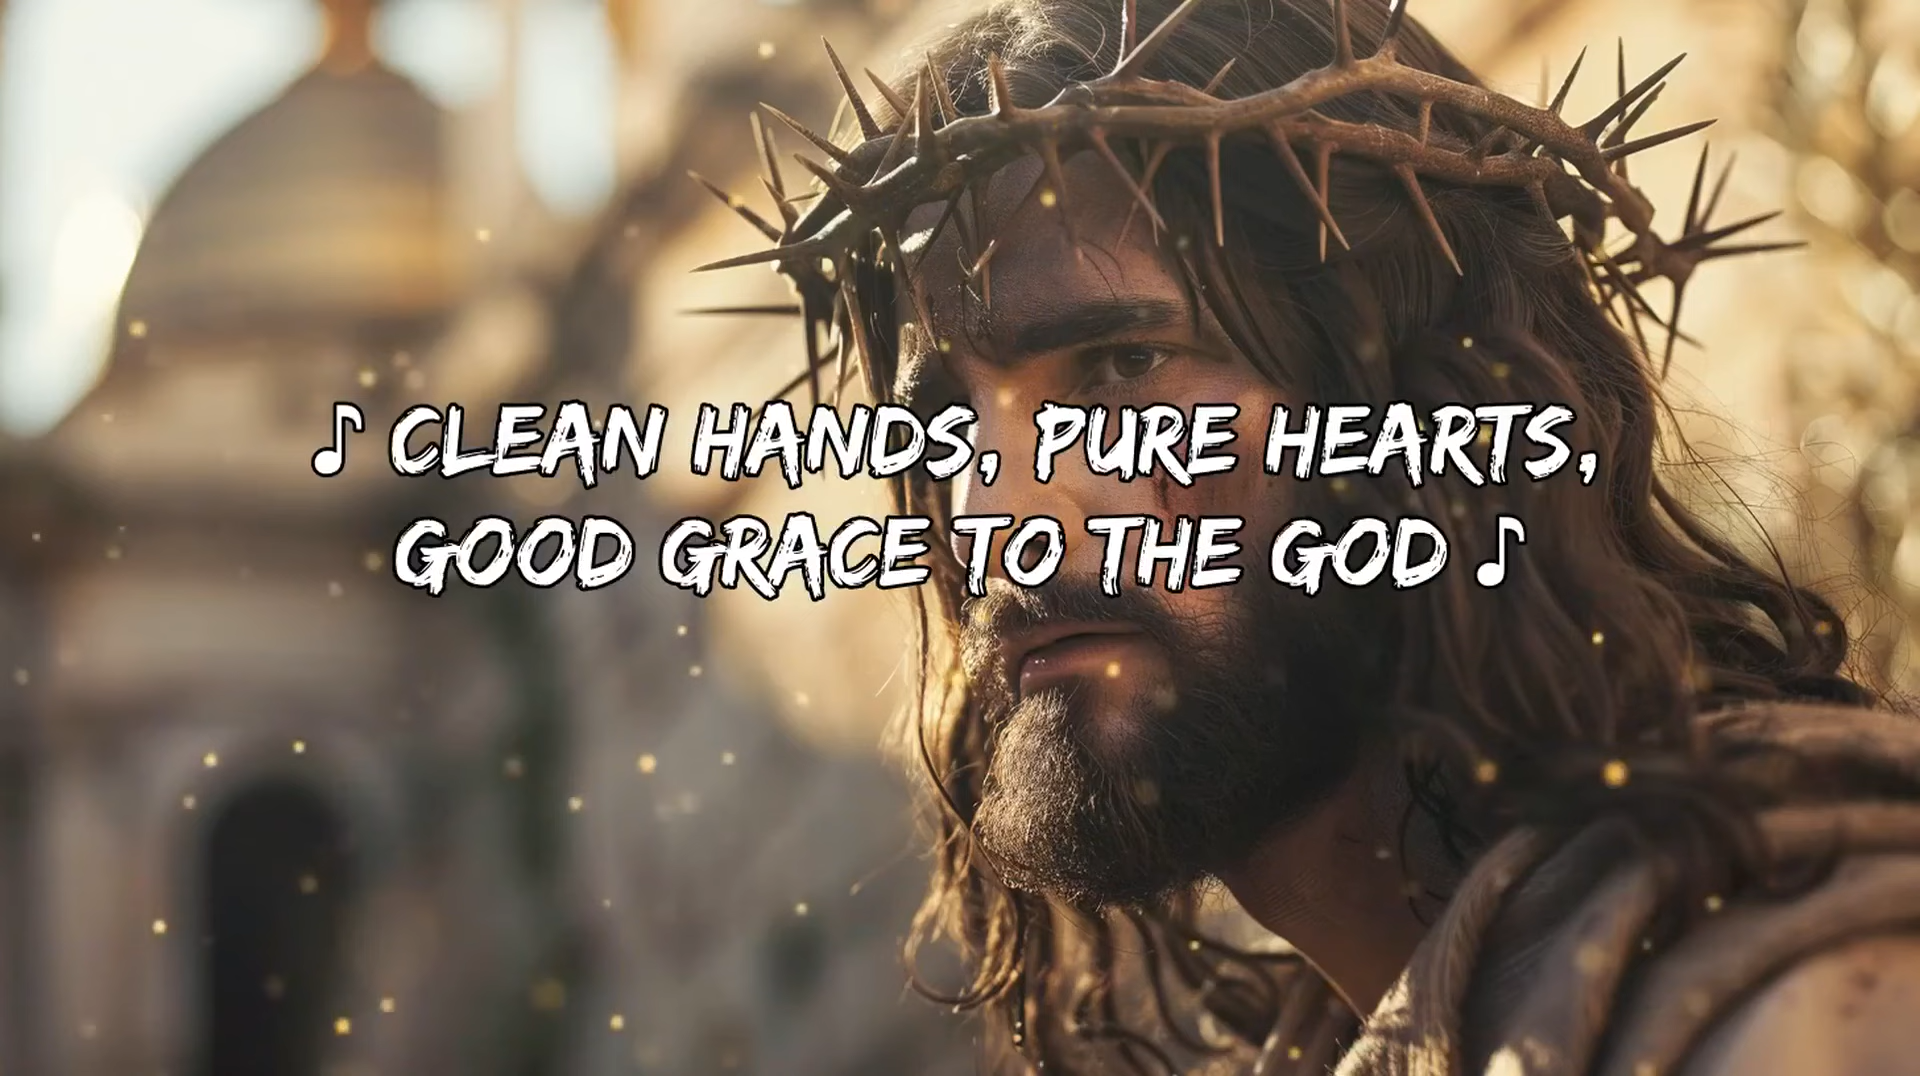 ♪ CLEAN HANDS, PURE HEARTS,
GOOD GRACE TO THE GOD ♪